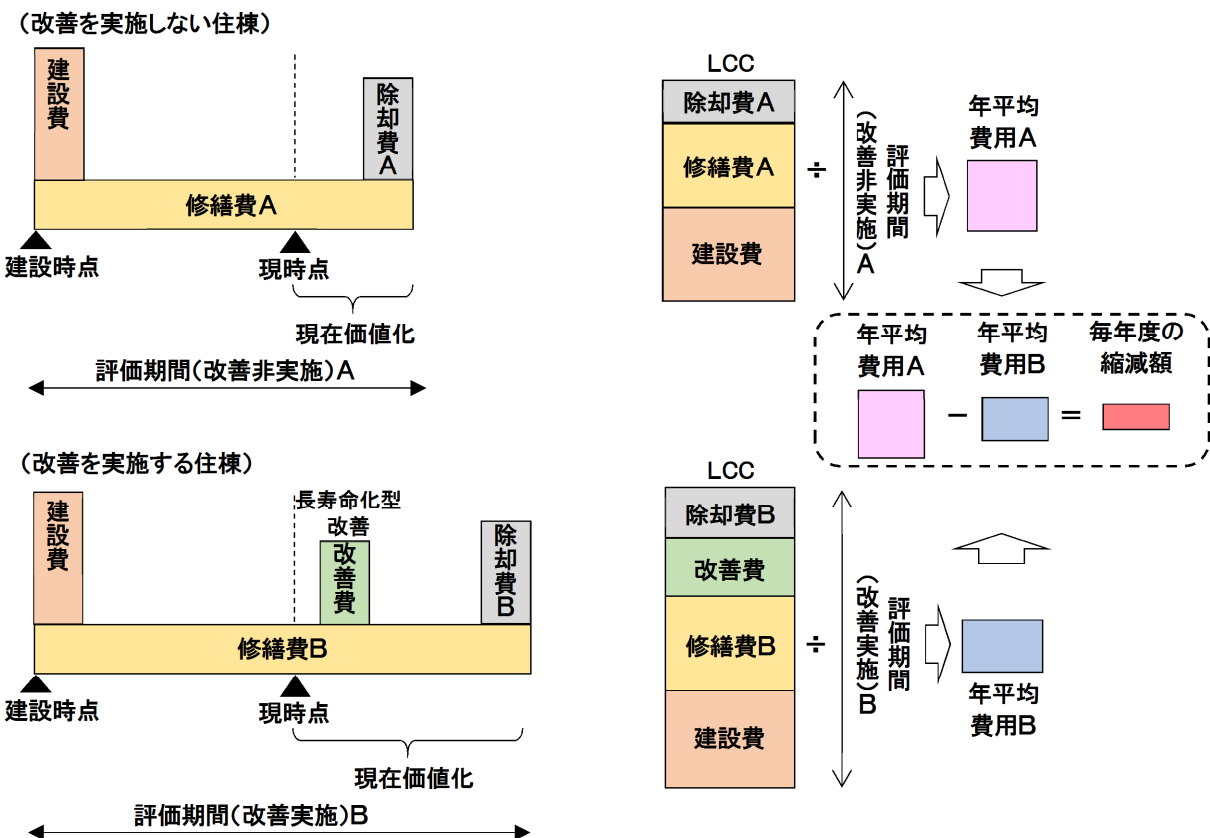 (改善を実施しない住棟)
建設費
除却費A
修繕費A
建設時点
現時点
現在価値化
評価期間(改善非実施)A
LCC
除却費A
修繕費A
建設費
÷
評価期間
(改善非実施)A
年平均
費用A
年平均
費用A
−
年平均
費用B
=
毎年度の
縮減額
(改善を実施する住棟)
建設費
長寿命化型
改善
改善費
除却費B
修繕費B
建設時点
現時点
現在価値化
評価期間(改善実施)B
LCC
除却費B
改善費
修繕費B
建設費
÷
評価期間
(改善実施)B
年平均
費用B